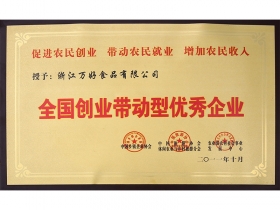 促进农民创业 带动农民就业 增加农民收入
授予：浙江万好食品有限公司
全国创业带动型优秀企业
二〇一一年十月